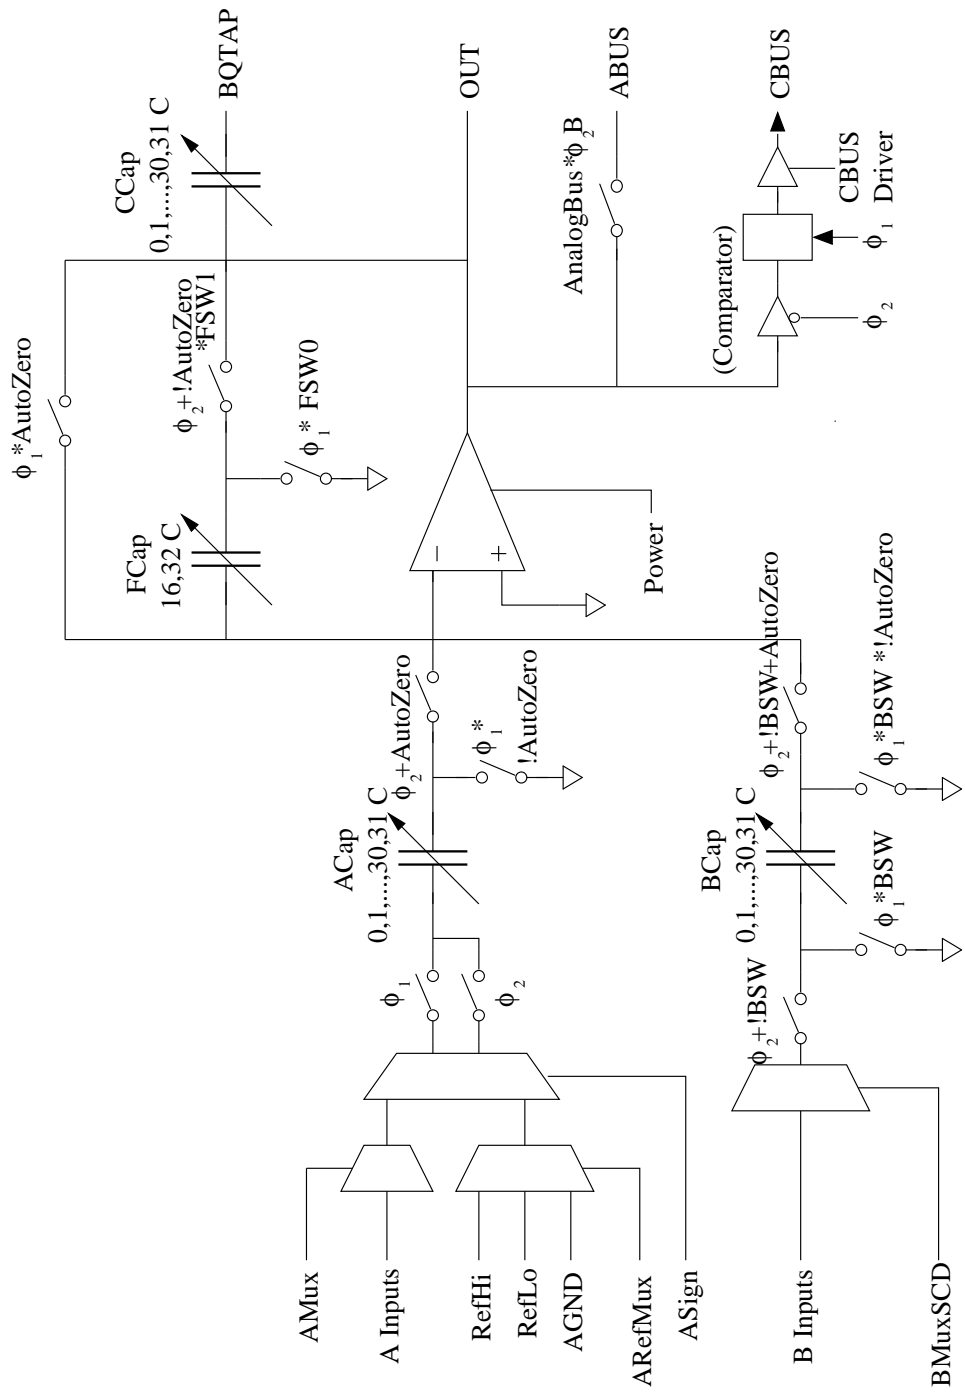 ϕ1*AutoZero
CCap
0,1,...,30,31 C
BQTAP
FCap
16,32 C
ϕ2+!AutoZero
*FSW1
ϕ1* FSW0
OUT
Power
AnalogBus*ϕ2B
ABUS
(Comparator)
ϕ2
ϕ1
CBUS
Driver
CBUS
AMux
A Inputs
RefHi
RefLo
AGND
ARefMux
ASign
ϕ1
ϕ2
ACap
0,1,...,30,31 C
ϕ2+AutoZero
ϕ1*
!AutoZero
−
+
B Inputs
BMuxSCD
ϕ2+!BSW
ϕ1*BSW
BCap
0,1,...,30,31 C
ϕ2+!BSW+AutoZero
ϕ1*BSW *!AutoZero